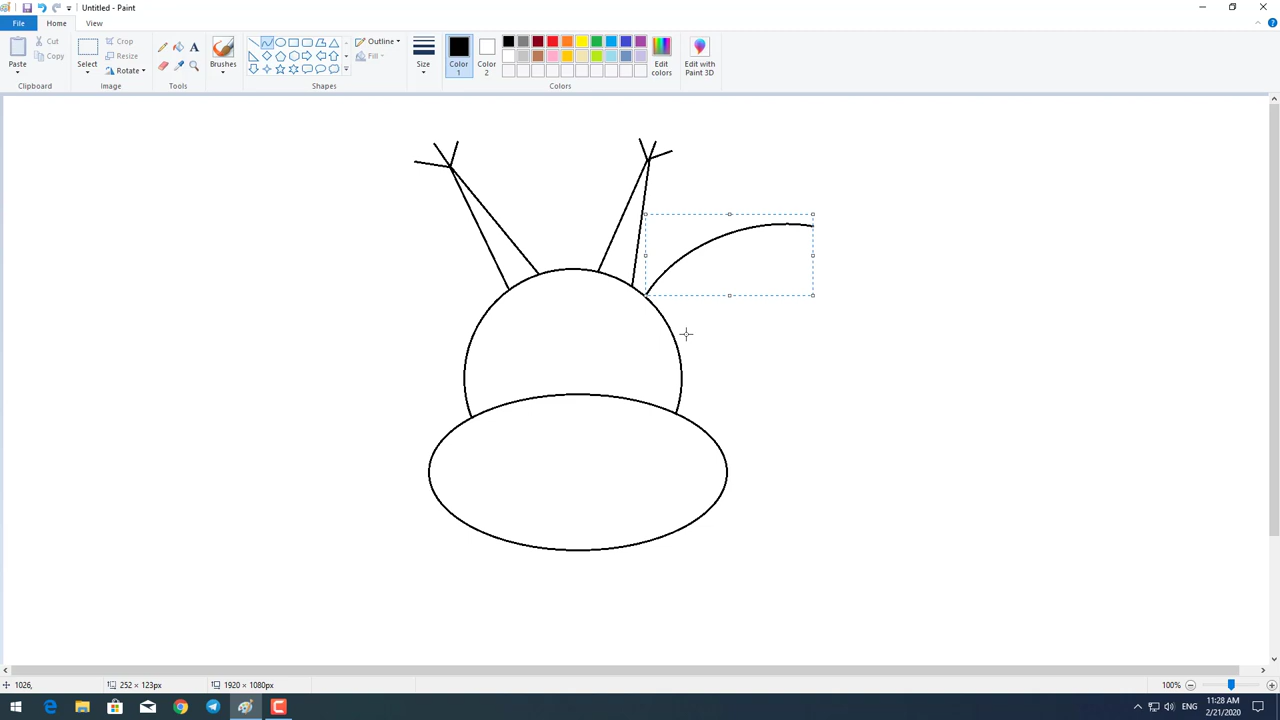 Untitled - Paint
File
Home
View
Paste
Cut
Copy
Clipboard
Select
Crop
Resize
Rotate
Image
A
Tools
Brushes
Shapes
Outline
Fill
Size
Color 1
Color 2
Edit colors
Colors
Edit with Paint 3D
1026,
252 × 123px
1920 × 1080px
100%
ENG
11:28 AM
2/21/2020